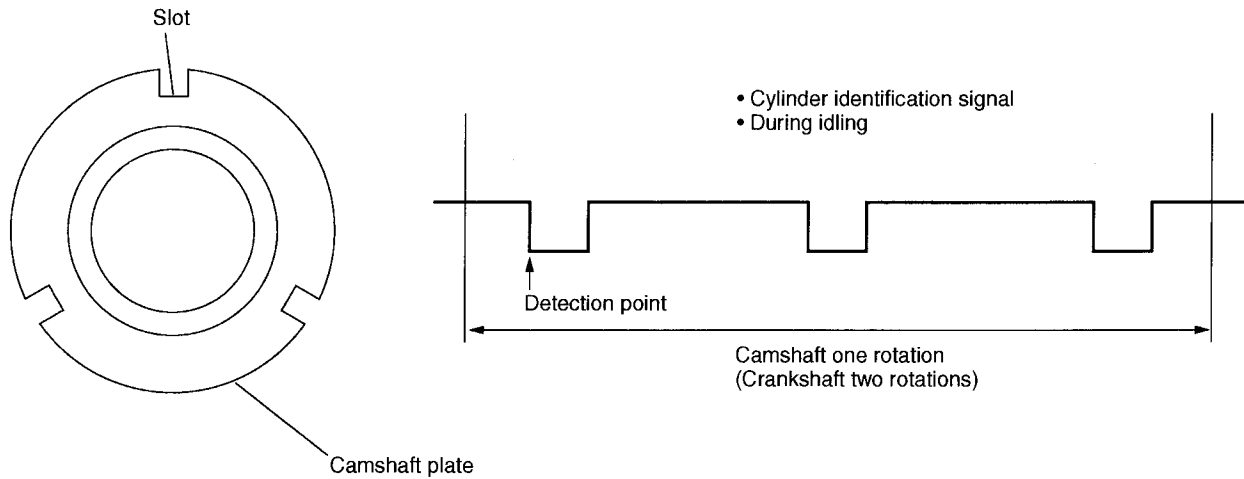 Slot
• Cylinder identification signal
• During idling
Detection point
Camshaft one rotation
(Crankshaft two rotations)
Camshaft plate